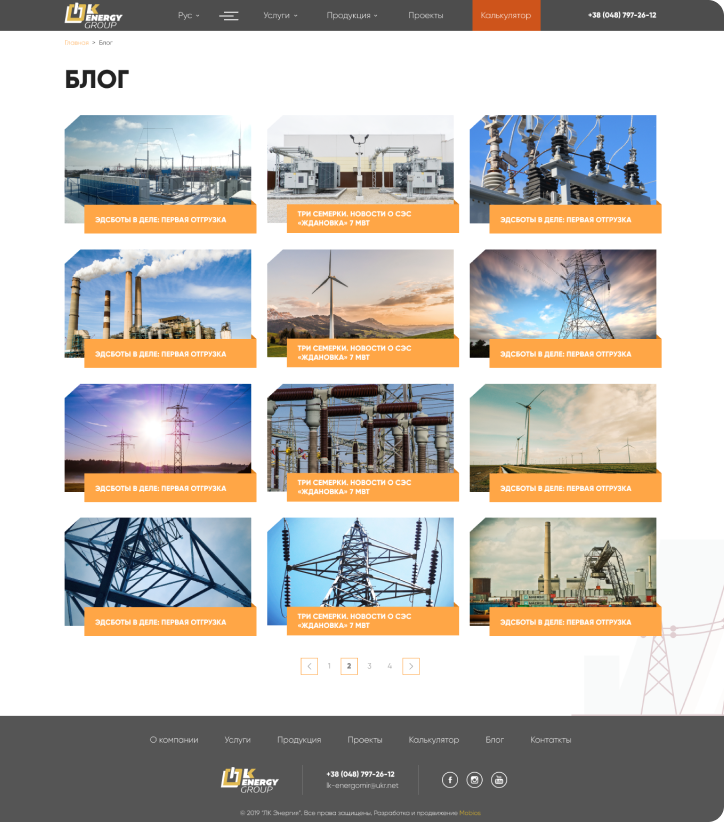 ЛК
ENERGY
GROUP
Рус
Услуги
Продукция
Проекты
Калькулятор
+38 (048) 797-26-12
Главная > Блог
БЛОГ
ЭДСБОТЫ В ДЕЛЕ: ПЕРВАЯ ОТГРУЗКА
ТРИ СЕМЕРКИ. НОВОСТИ О СЭС
«ЖДАНОВКА» 7 МВТ
ЭДСБОТЫ В ДЕЛЕ: ПЕРВАЯ ОТГРУЗКА
ЭДСБОТЫ В ДЕЛЕ: ПЕРВАЯ ОТГРУЗКА
ТРИ СЕМЕРКИ. НОВОСТИ О СЭС
«ЖДАНОВКА» 7 МВТ
ЭДСБОТЫ В ДЕЛЕ: ПЕРВАЯ ОТГРУЗКА
ЭДСБОТЫ В ДЕЛЕ: ПЕРВАЯ ОТГРУЗКА
ТРИ СЕМЕРКИ. НОВОСТИ О СЭС
«ЖДАНОВКА» 7 МВТ
ЭДСБОТЫ В ДЕЛЕ: ПЕРВАЯ ОТГРУЗКА
ЭДСБОТЫ В ДЕЛЕ: ПЕРВАЯ ОТГРУЗКА
ТРИ СЕМЕРКИ. НОВОСТИ О СЭС
«ЖДАНОВКА» 7 МВТ
ЭДСБОТЫ В ДЕЛЕ: ПЕРВАЯ ОТГРУЗКА
1 2 3 4
О компании
Услуги
Продукция
Проекты
Калькулятор
Блог
Контаткты
ЛК
ENERGY
GROUP
+38 (048) 797-26-12
lk-energomir@ukr.net
© 2019 "ЛК Энергия". Все права защищены. Разработка и продвижение